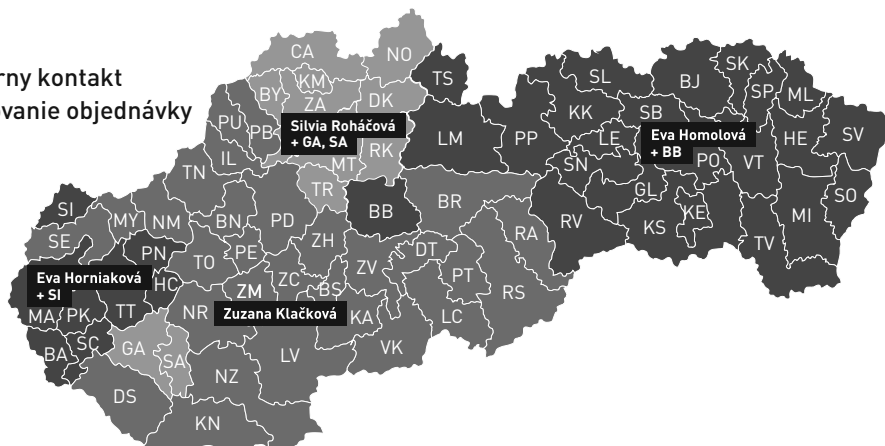 rny kontakt
ovanie objednávky
CA NO
BY KM ZA DK
TS SL BJ SK SP ML
PU PB
Silvia Roháčová
+ GA, SA
MT RK
LM PP KK LE SB
Eva Homolová
+ BB
PO VT HE SV
TN IL TR
SN GL SO
SI SE MY NM BN PD BB BR
RV KS KE MI TV
PN TO PE ZH ZV DT RA
Eva Horniaková
+ SI
HC ZM ZC BS PT RS
MA PK TT NR
Zuzana Klačková
KA LC
BA SC GA SA LV VK
DS NZ
KN